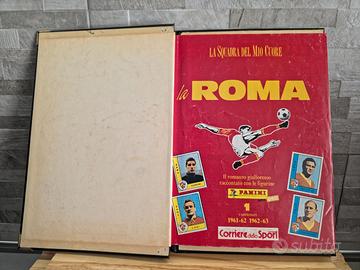 LA SQUADRA DEL MIO CUORE
la ROMA
Il romanzo giallorosso
raccontato con le figurine
PANINI
1
I CAMPIONATI
1961-62 1962-63
Corriere dello Sport
subito